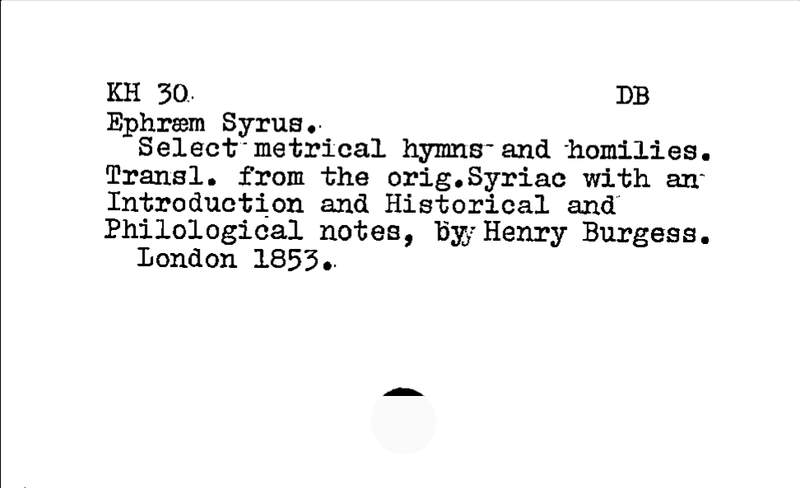 KH 30. DB
Ephræm Syrus.
Select metrical hymns and homilies.
Transl. from the orig.Syriac with an
Introduction and Historical and
Philological notes, by Henry Burgess.
London 1853.